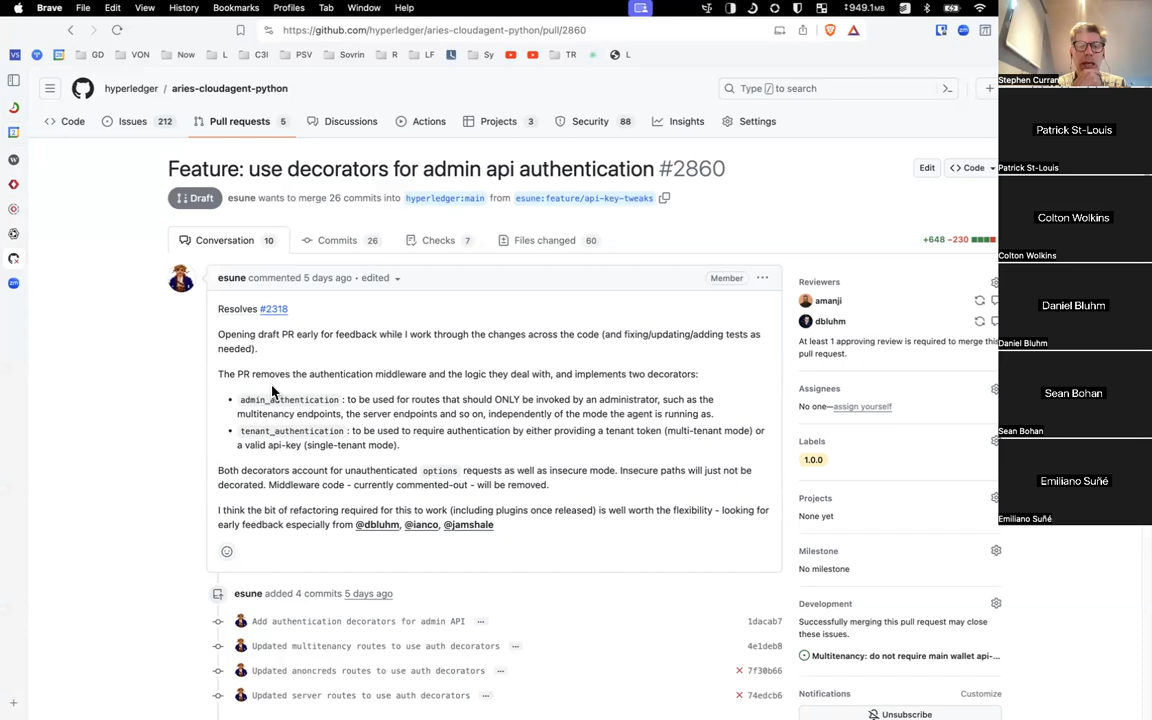 Brave File Edit View History Bookmarks Profiles Tab Window Help
949.1MB
https://github.com/hyperledger/aries-cloudagent-python/pull/2860
GD VON Now L C3I PSV Sovrin R LF Sy TR L
hyperledger / aries-cloudagent-python
Type / to search
Code Issues 212 Pull requests 5 Discussions Actions Projects 3 Security 88 Insights Settings
Feature: use decorators for admin api authentication #2860
Edit <> Code
Draft esune wants to merge 26 commits into hyperledger:main from esune:feature/api-key-tweaks
Conversation 10 Commits 26 Checks 7 Files changed 60
+648 −230
esune commented 5 days ago • edited
Member
Resolves #2318
Opening draft PR early for feedback while I work through the changes across the code (and fixing/updating/adding tests as
needed).
The PR removes the authentication middleware and the logic they deal with, and implements two decorators:
• admin_authentication : to be used for routes that should ONLY be invoked by an administrator, such as the
multitenancy endpoints, the server endpoints and so on, independently of the mode the agent is running as.
• tenant_authentication : to be used to require authentication by either providing a tenant token (multi-tenant mode) or
a valid api-key (single-tenant mode).
Both decorators account for unauthenticated options requests as well as insecure mode. Insecure paths will just not be
decorated. Middleware code - currently commented-out - will be removed.
I think the bit of refactoring required for this to work (including plugins once released) is well worth the flexibility - looking for
early feedback especially from @dbluhm, @ianco, @jamshale
esune added 4 commits 5 days ago
Add authentication decorators for admin API ... 1dacab7
Updated multitenancy routes to use auth decorators ... 4e1deb8
Updated anoncreds routes to use auth decorators ... 7f30b66
Updated server routes to use auth decorators ... 74edcb6
Reviewers
amanji
dbluhm
At least 1 approving review is required to merge this
pull request.
Assignees
No one—assign yourself
Labels
1.0.0
Projects
None yet
Milestone
No milestone
Development
Successfully merging this pull request may close
these issues.
Multitenancy: do not require main wallet api-...
Notifications Customize
Unsubscribe
Stephen Curran
Patrick St-Louis
Patrick St-Louis
Colton Wolkins
Colton Wolkins
Daniel Bluhm
Daniel Bluhm
Sean Bohan
Sean Bohan
Emiliano Suñé
Emiliano Suñé